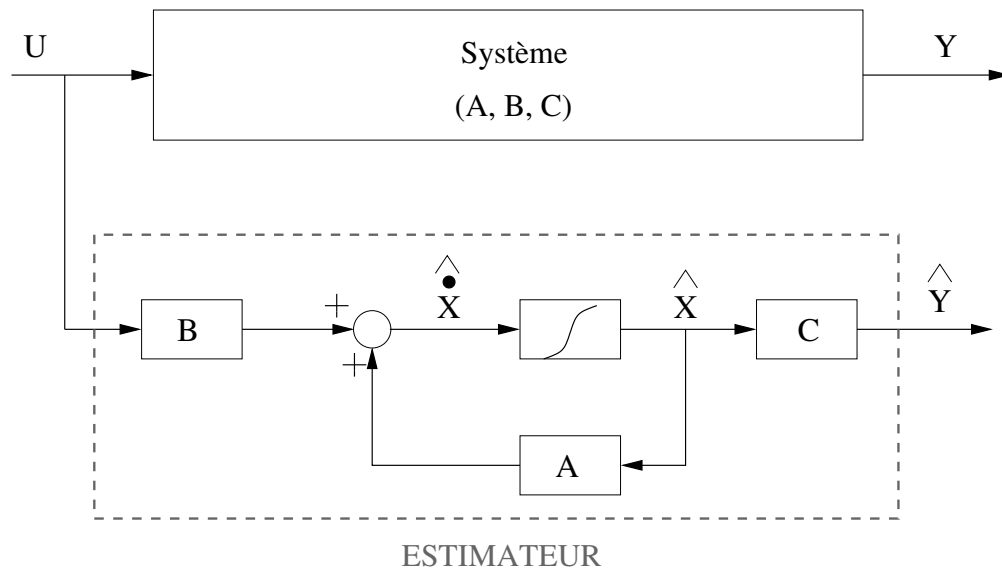 U
Système
(A, B, C)
Y
B
+
+
Ẋ̂
X̂
C
Ŷ
A
ESTIMATEUR